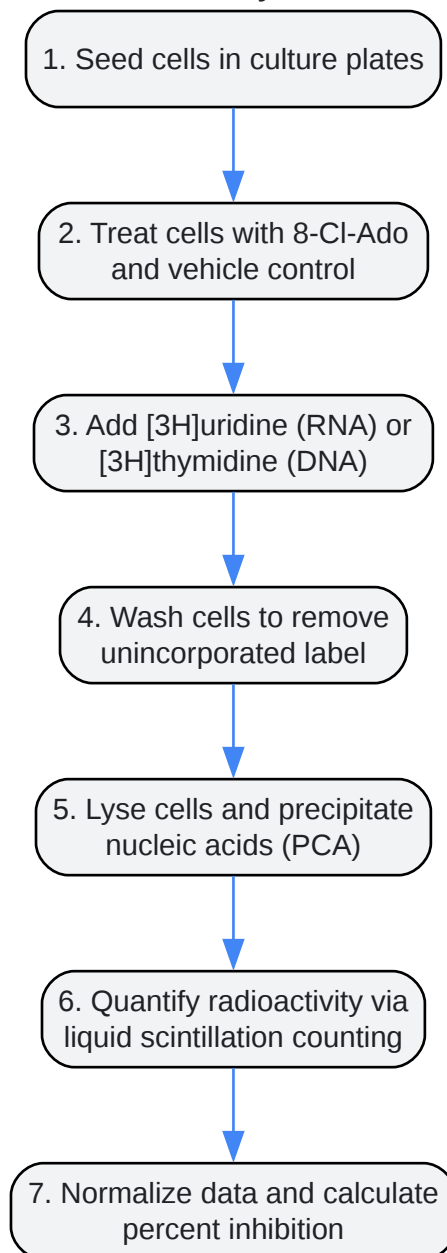 1. Seed cells in culture plates
2. Treat cells with 8-Cl-Ado
and vehicle control
3. Add [3H]uridine (RNA) or
[3H]thymidine (DNA)
4. Wash cells to remove
unincorporated label
5. Lyse cells and precipitate
nucleic acids (PCA)
6. Quantify radioactivity via
liquid scintillation counting
7. Normalize data and calculate
percent inhibition